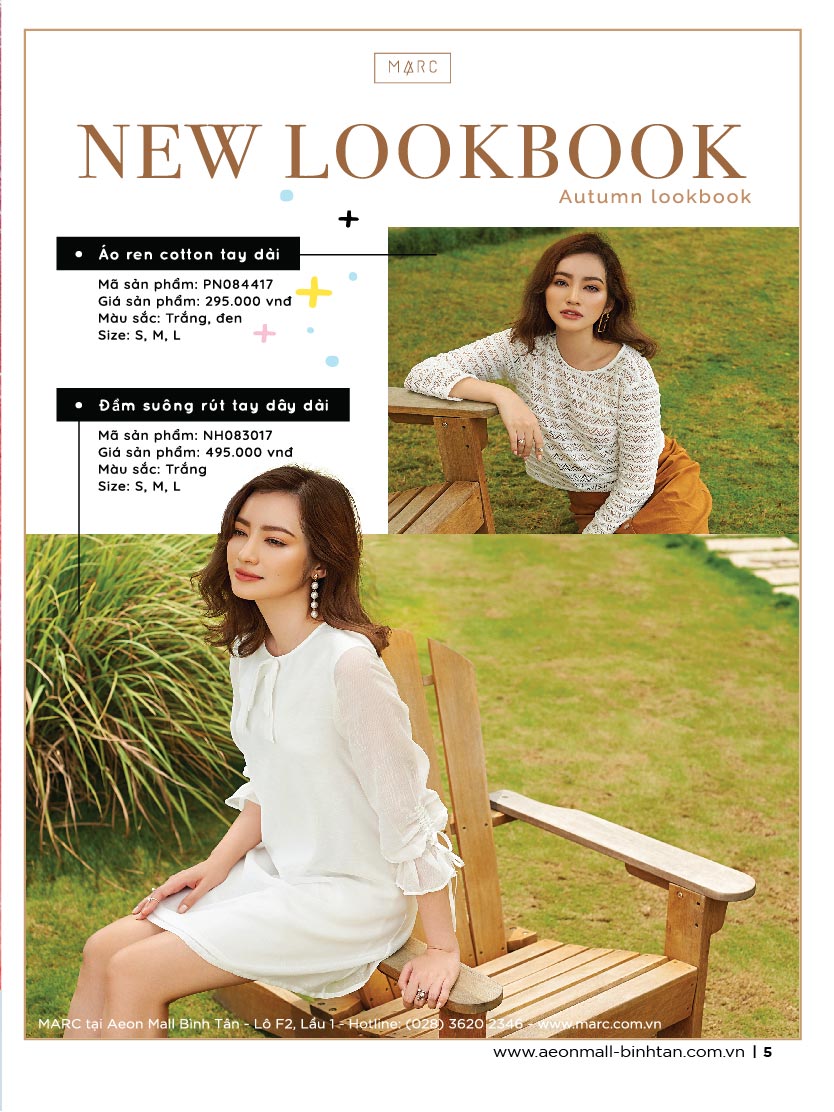 MARC
NEW LOOKBOOK
Autumn lookbook
Áo ren cotton tay dài
Mã sản phẩm: PN084417
Giá sản phẩm: 295.000 vnđ
Màu sắc: Trắng, đen
Size: S, M, L
Đầm suông rút tay dây dài
Mã sản phẩm: NH083017
Giá sản phẩm: 495.000 vnđ
Màu sắc: Trắng
Size: S, M, L
MARC tại Aeon Mall Bình Tân - Lô F2, Lầu 1 - Hotline: (028) 3620 2346 - www.marc.com.vn
www.aeonmall-binhtan.com.vn | 5